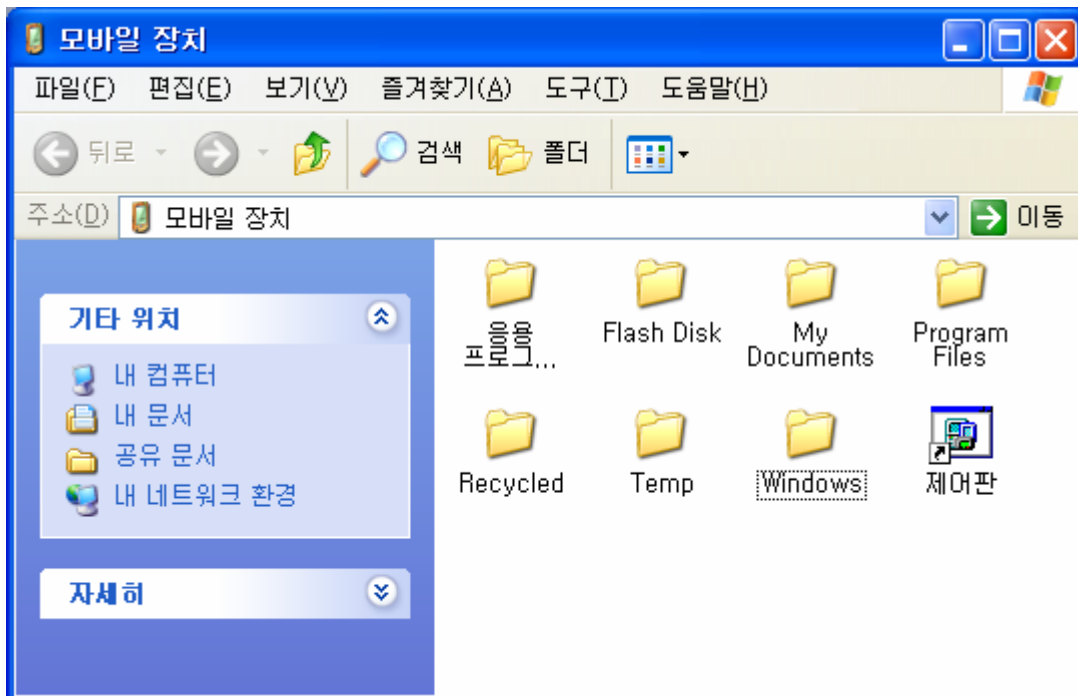 모바일 장치
파일(F) 편집(E) 보기(V) 즐겨찾기(A) 도구(T) 도움말(H)
뒤로 검색 폴더
주소(D) 모바일 장치 이동
기타 위치
내 컴퓨터
내 문서
공유 문서
내 네트워크 환경
자세히
응용
프로그...
Flash Disk
My
Documents
Program
Files
Recycled
Temp
Windows
제어판